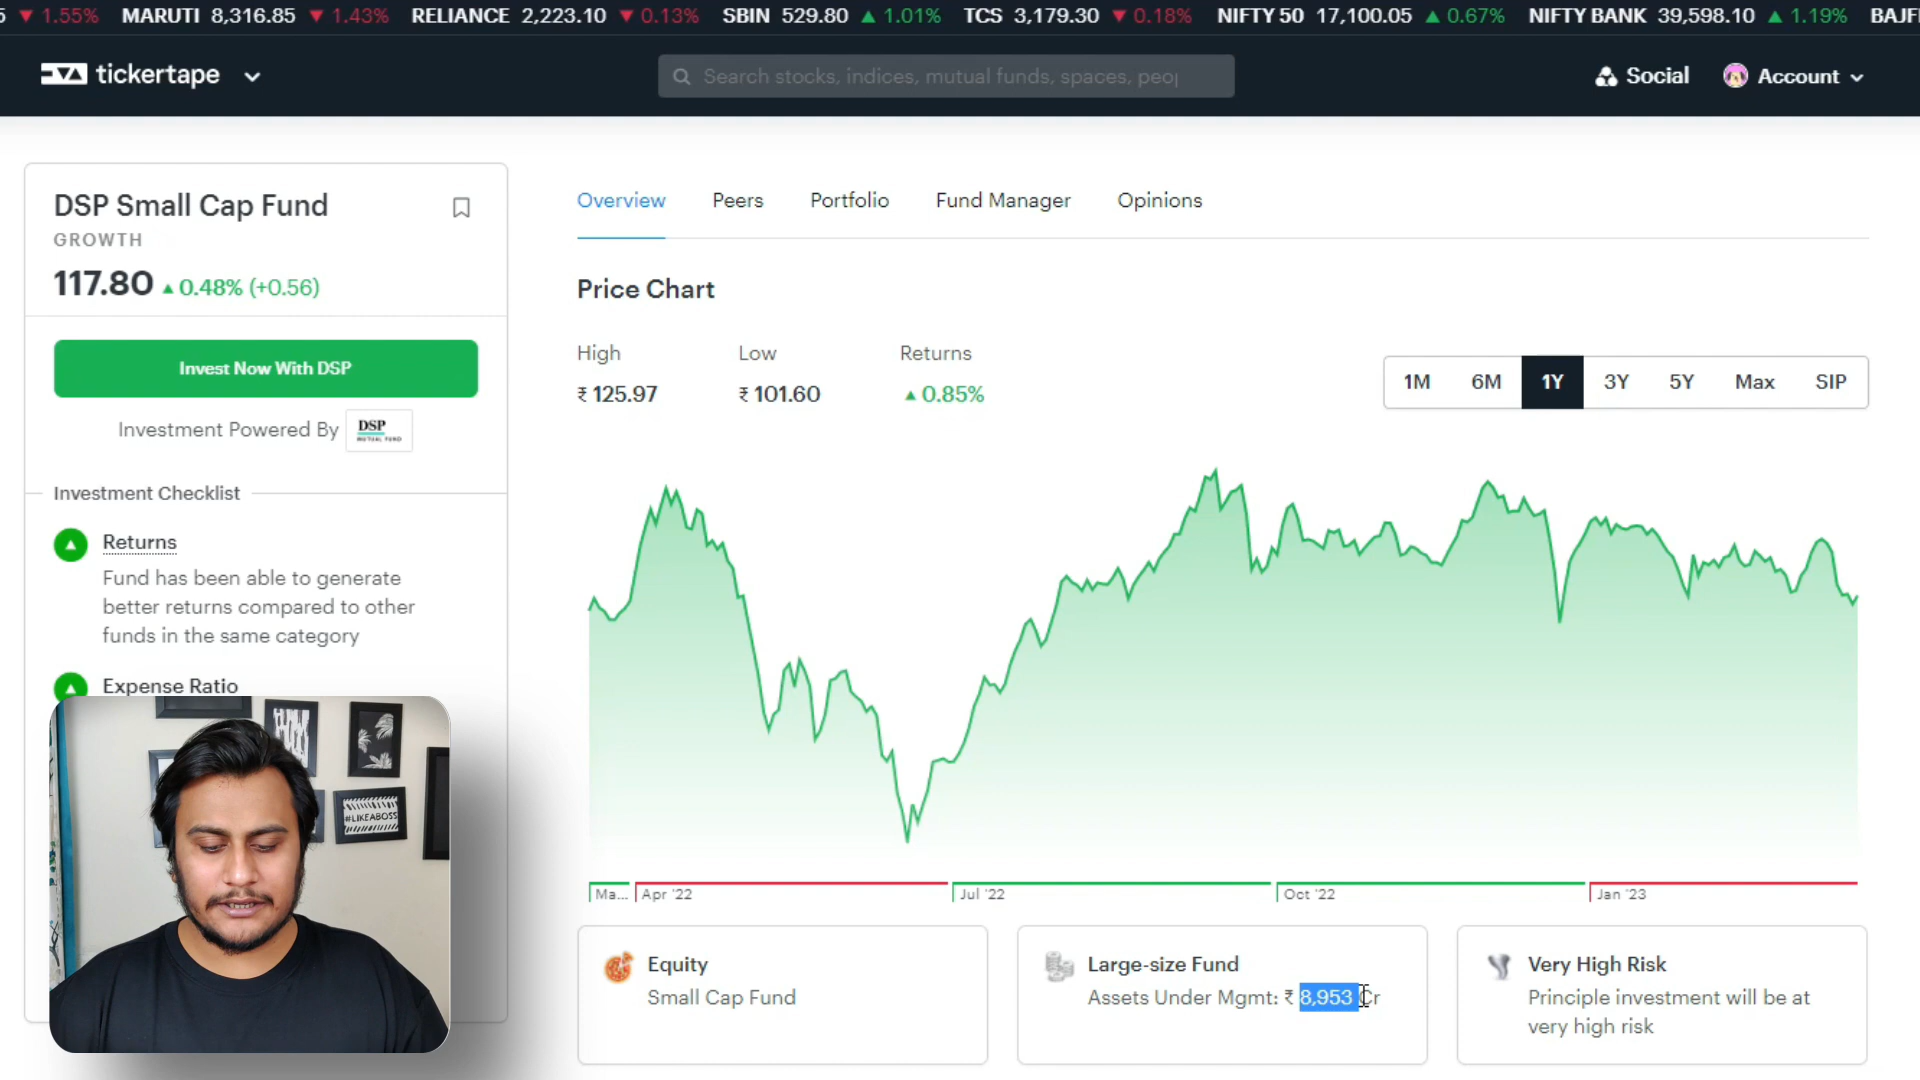 5 ▼ 1.55% MARUTI 8,316.85 ▼ 1.43% RELIANCE 2,223.10 ▼ 0.13% SBIN 529.80 ▲ 1.01% TCS 3,179.30 ▼ 0.18% NIFTY 50 17,100.05 ▲ 0.67% NIFTY BANK 39,598.10 ▲ 1.19% BAJF
tickertape
Search stocks, indices, mutual funds, spaces, peop
Social
Account
DSP Small Cap Fund
GROWTH
117.80 ▲ 0.48% (+0.56)
Invest Now With DSP
Investment Powered By DSP
MUTUAL FUND
Investment Checklist
Returns
Fund has been able to generate
better returns compared to other
funds in the same category
Expense Ratio
#LIKEABOSS
Overview Peers Portfolio Fund Manager Opinions
Price Chart
High Low Returns
₹ 125.97 ₹ 101.60 ▲ 0.85%
1M 6M 1Y 3Y 5Y Max SIP
Ma... Apr '22 Jul '22 Oct '22 Jan '23
Equity
Small Cap Fund
Large-size Fund
Assets Under Mgmt: ₹ 8,953 Cr
Very High Risk
Principle investment will be at
very high risk